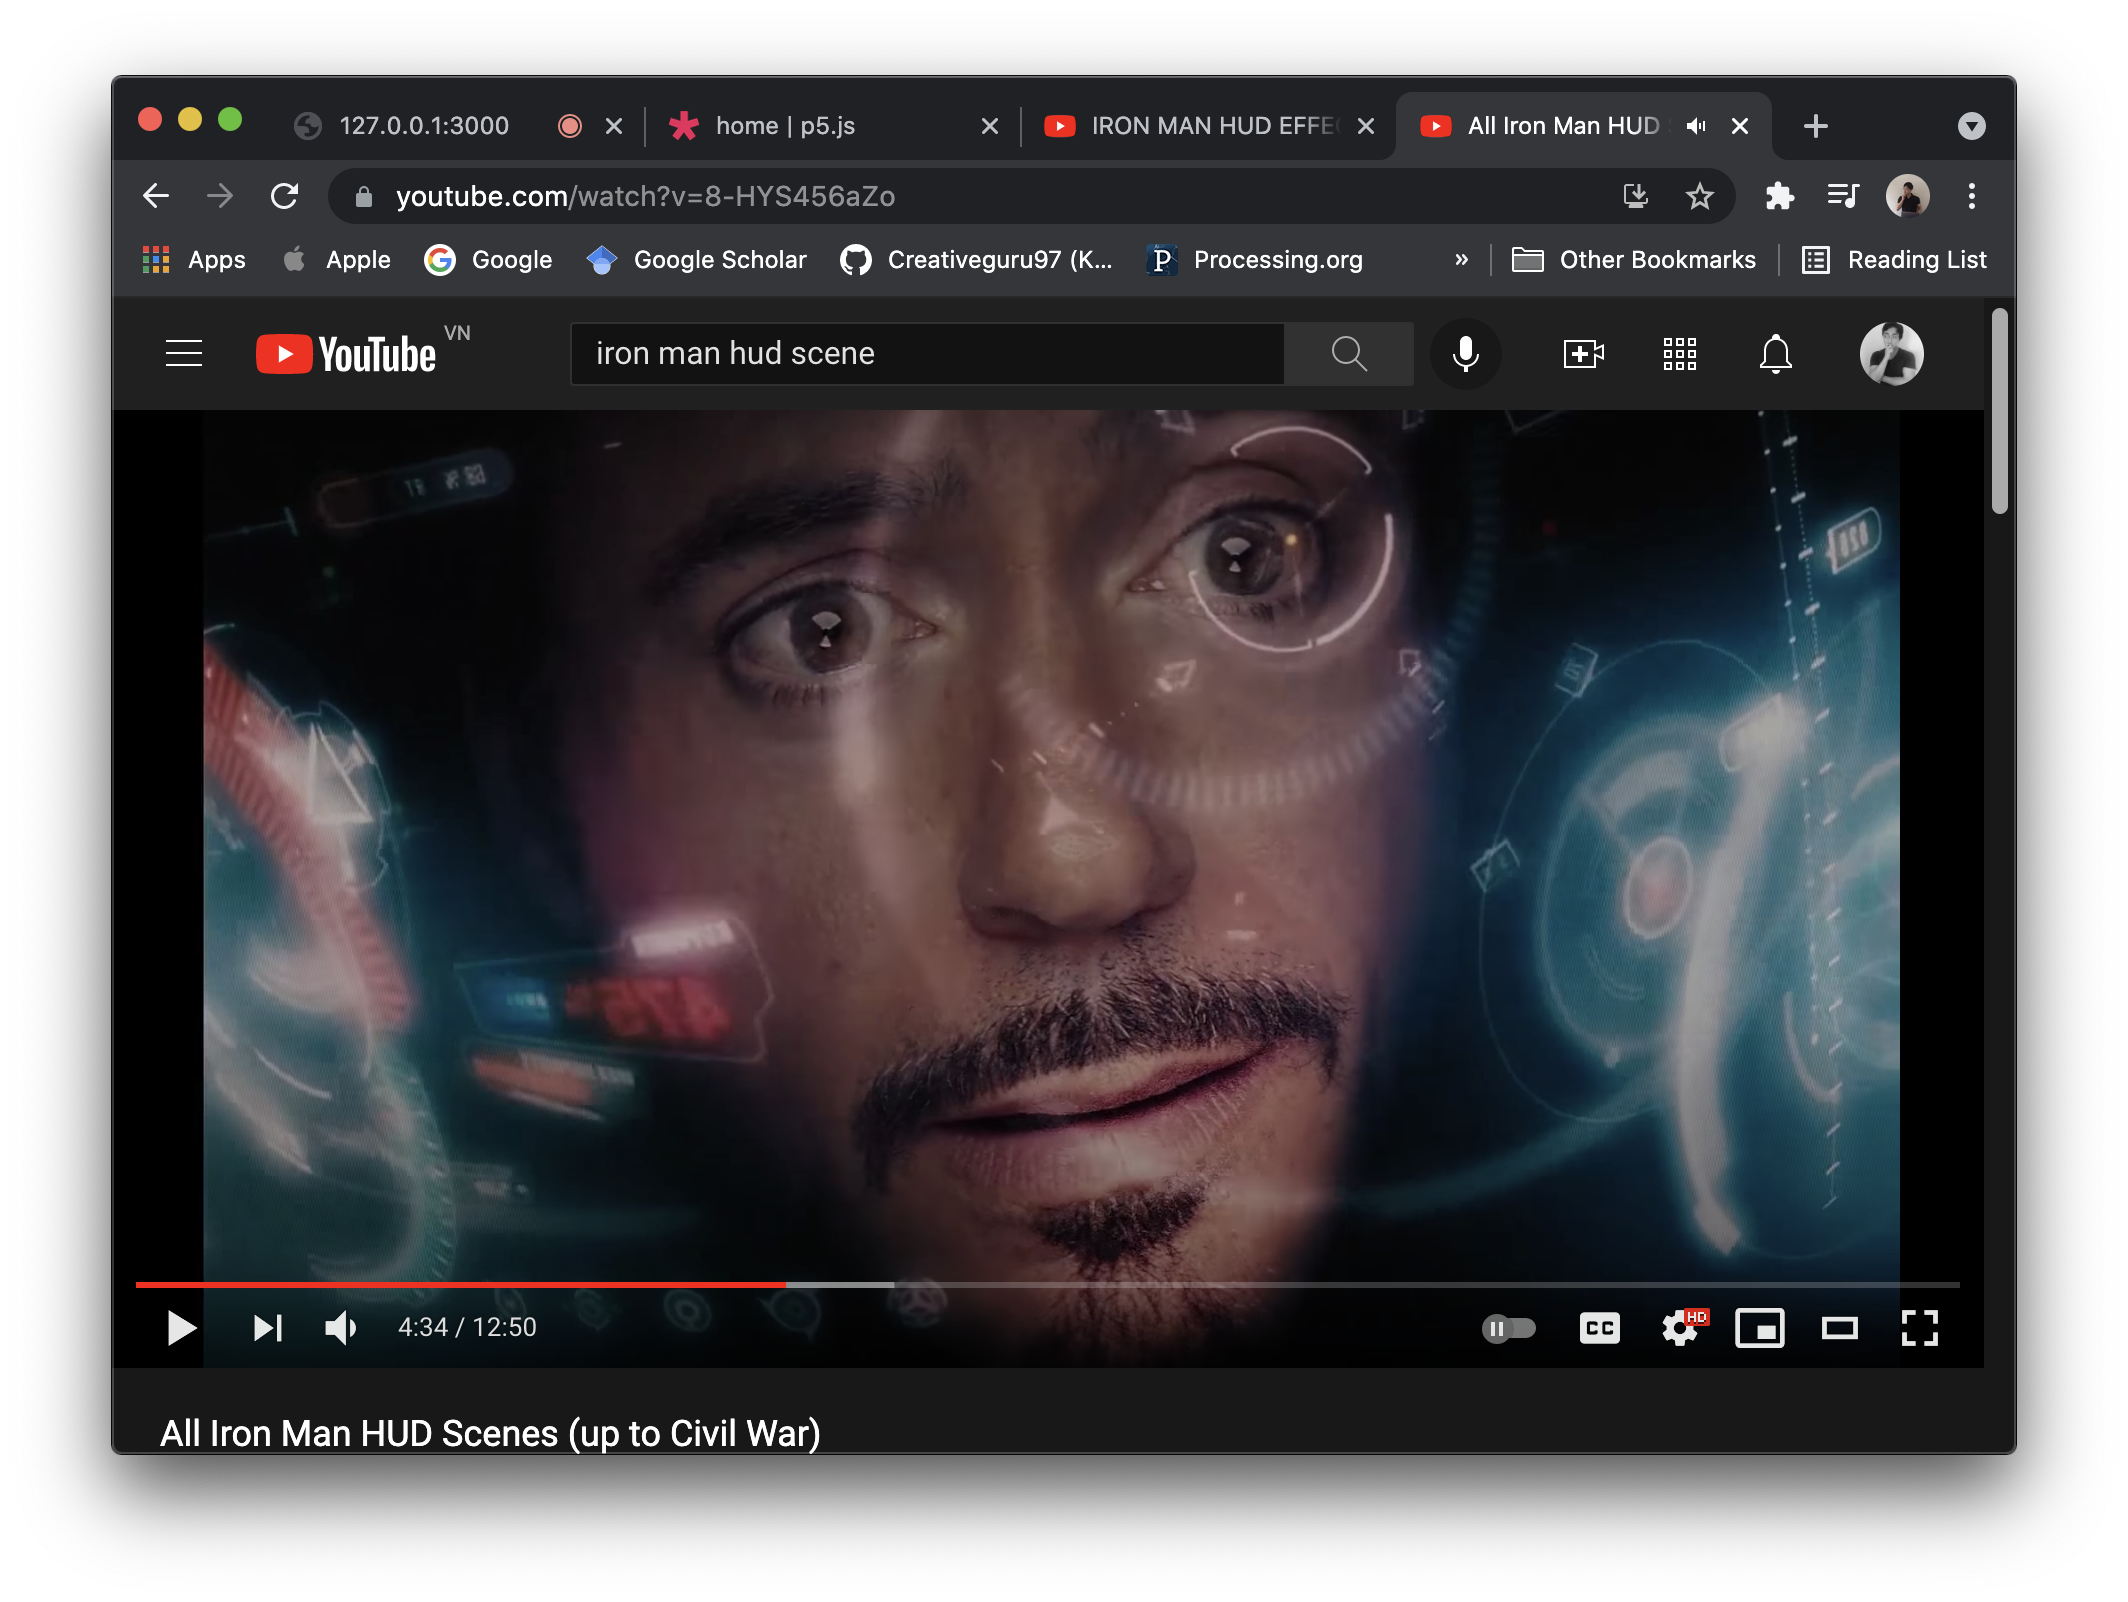 127.0.0.1:3000
home | p5.js
IRON MAN HUD EFFE
All Iron Man HUD
youtube.com/watch?v=8-HYS456aZo
Apps
Apple
Google
Google Scholar
Creativeguru97 (K...
Processing.org
»
Other Bookmarks
Reading List
YouTube VN
iron man hud scene
4:34 / 12:50
CC
HD
All Iron Man HUD Scenes (up to Civil War)